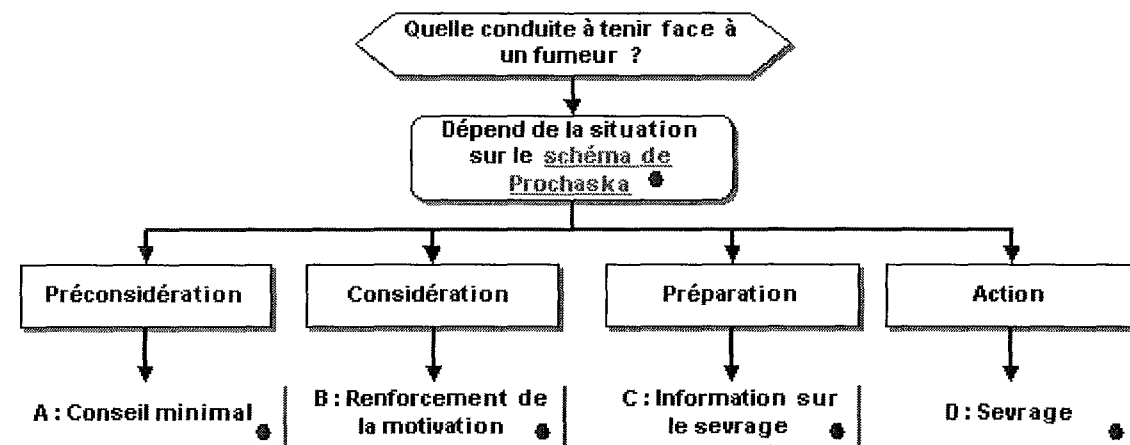 Quelle conduite à tenir face à
un fumeur ?
Dépend de la situation
sur le schéma de
Prochaska
Préconsidération
Considération
Préparation
Action
A : Conseil minimal
B : Renforcement de
la motivation
C : Information sur
le sevrage
D : Sevrage